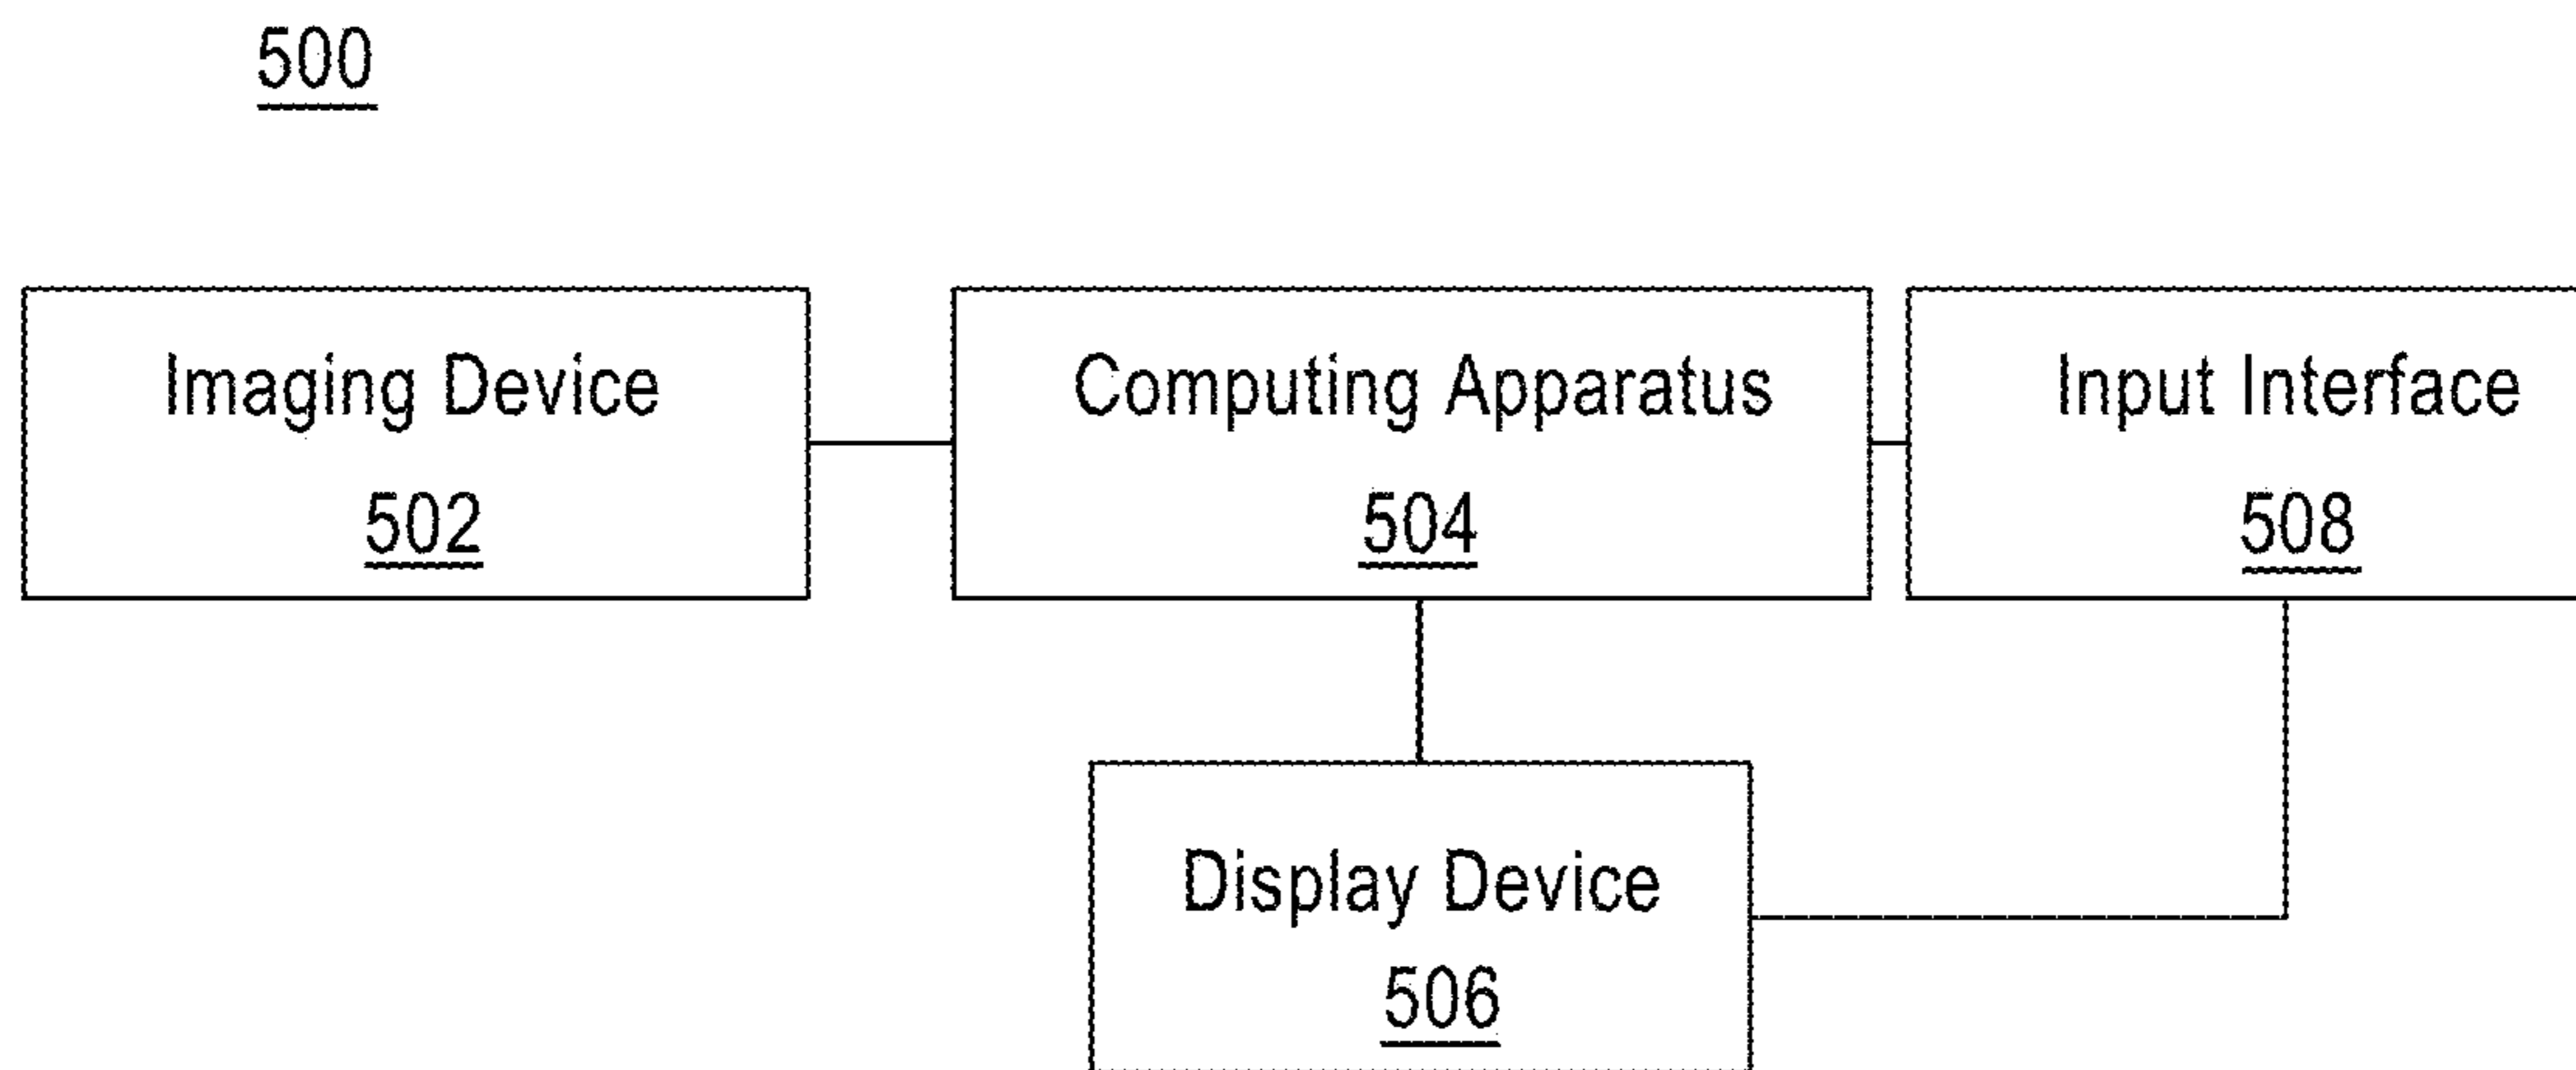 500
Imaging Device
502
Computing Apparatus
504
Input Interface
508
Display Device
506